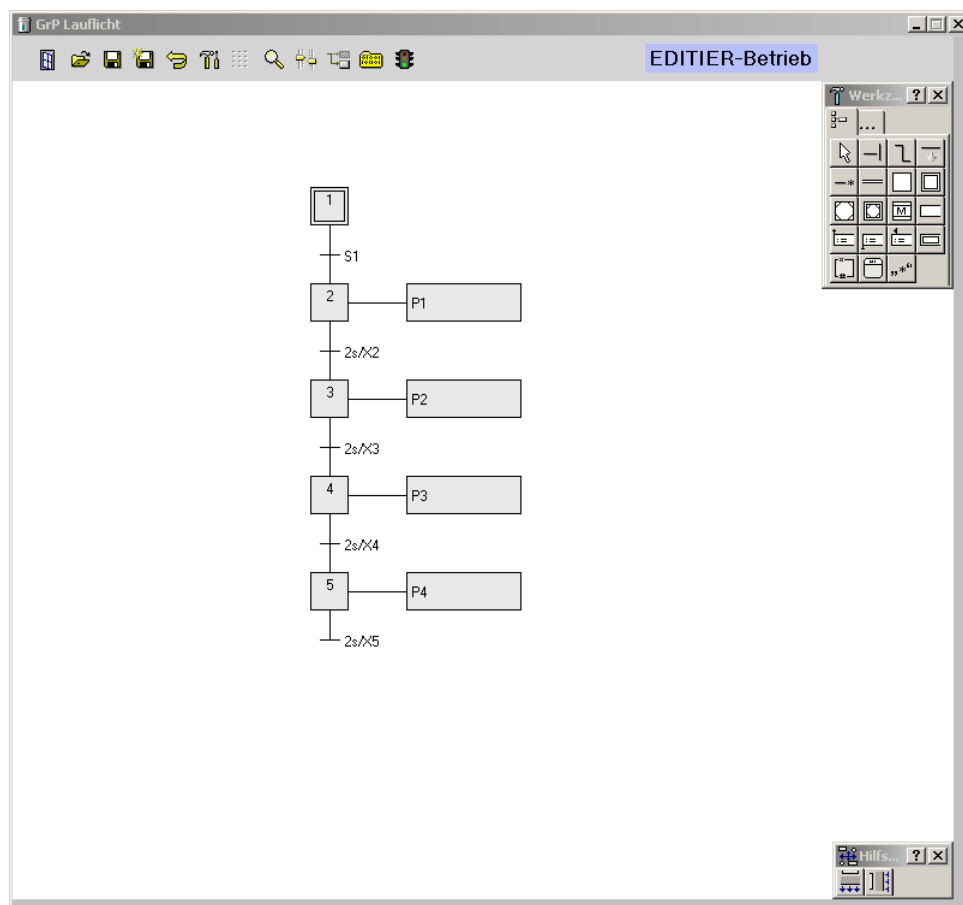 GrP Lauflicht
EDITIER-Betrieb
Werkz... ?
...
M
:= := :=
* # „*“
1
S1
2 P1
2s/X2
3 P2
2s/X3
4 P3
2s/X4
5 P4
2s/X5
Hilfs... ?